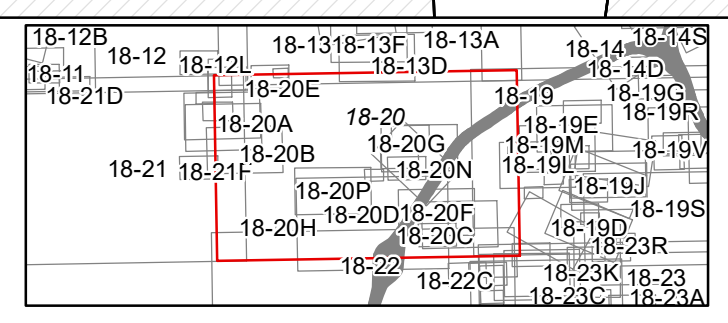 18-12B
18-13
18-13F
18-13A
18-14S
18-12
18-14
18-11
18-12L
18-13D
18-14D
18-21D
18-20E
18-19
18-19G
18-19R
18-20A
18-20
18-19E
18-20G
18-19M
18-20B
18-19V
18-21
18-21F
18-20N
18-19L
18-20P
18-19J
18-20D
18-20F
18-19S
18-20H
18-20C
18-19D
18-23R
18-22
18-22C
18-23K
18-23
18-23C
18-23A